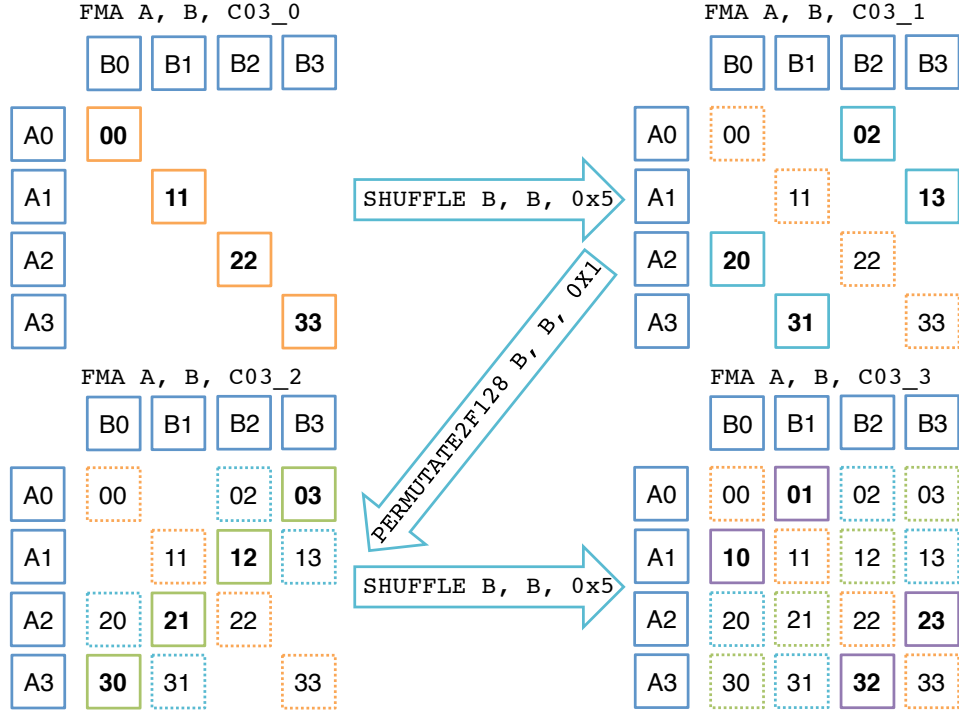 FMA A, B, C03_0
B0 B1 B2 B3
A0 00
A1 11
A2 22
A3 33
SHUFFLE B, B, 0x5
FMA A, B, C03_1
B0 B1 B2 B3
A0 00 02
A1 11 13
A2 20 22
A3 31 33
PERMUTATE2F128 B, B, 0X1
FMA A, B, C03_2
B0 B1 B2 B3
A0 00 02 03
A1 11 12 13
A2 20 21 22
A3 30 31 33
SHUFFLE B, B, 0x5
FMA A, B, C03_3
B0 B1 B2 B3
A0 00 01 02 03
A1 10 11 12 13
A2 20 21 22 23
A3 30 31 32 33